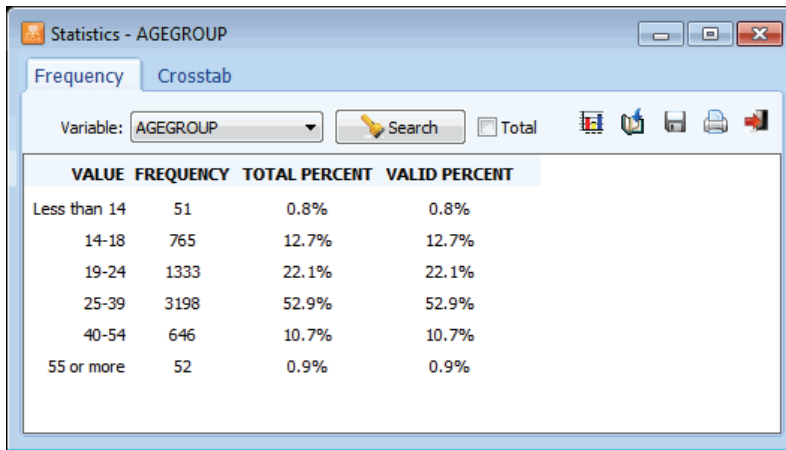 Statistics - AGEGROUP
Frequency Crosstab
Variable: AGEGROUP Search Total
VALUE FREQUENCY TOTAL PERCENT VALID PERCENT
Less than 14 51 0.8% 0.8%
14-18 765 12.7% 12.7%
19-24 1333 22.1% 22.1%
25-39 3198 52.9% 52.9%
40-54 646 10.7% 10.7%
55 or more 52 0.9% 0.9%